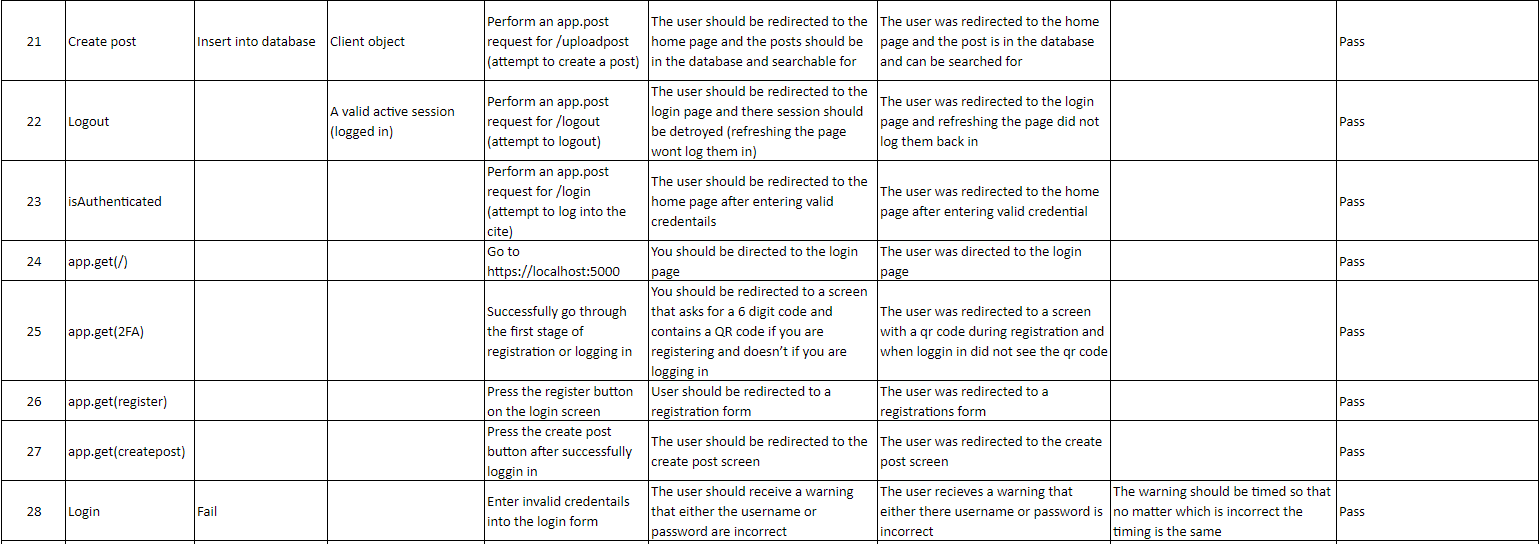 21
Create post
Insert into database
Client object
Perform an app.post
request for /uploadpost
(attempt to create a post)
The user should be redirected to the
home page and the posts should be
in the database and searchable for
The user was redirected to the home
page and the post is in the database
and can be searched for
Pass
22
Logout
A valid active session
(logged in)
Perform an app.post
request for /logout
(attempt to logout)
The user should be redirected to the
login page and there session should
be detroyed (refreshing the page
wont log them in)
The user was redirected to the login
page and refreshing the page did not
log them back in
Pass
23
isAuthenticated
Perform an app.post
request for /login
(attempt to log into the
cite)
The user should be redirected to the
home page after entering valid
credentails
The user was redirected to the home
page after entering valid credential
Pass
24
app.get(/)
Go to
https://localhost:5000
You should be directed to the login
page
The user was directed to the login
page
Pass
25
app.get(2FA)
Successfully go through
the first stage of
registration or logging in
You should be redirected to a screen
that asks for a 6 digit code and
contains a QR code if you are
registering and doesn't if you are
logging in
The user was redirected to a screen
with a qr code during registration and
when loggin in did not see the qr code
Pass
26
app.get(register)
Press the register button
on the login screen
User should be redirected to a
registration form
The user was redirected to a
registrations form
Pass
27
app.get(createpost)
Press the create post
button after successfully
loggin in
The user should be redirected to the
create post screen
The user was redirected to the create
post screen
Pass
28
Login
Fail
Enter invalid credentails
into the login form
The user should receive a warning
that either the username or
password are incorrect
The user recieves a warning that
either there username or password is
incorrect
The warning should be timed so that
no matter which is incorrect the
timing is the same
Pass